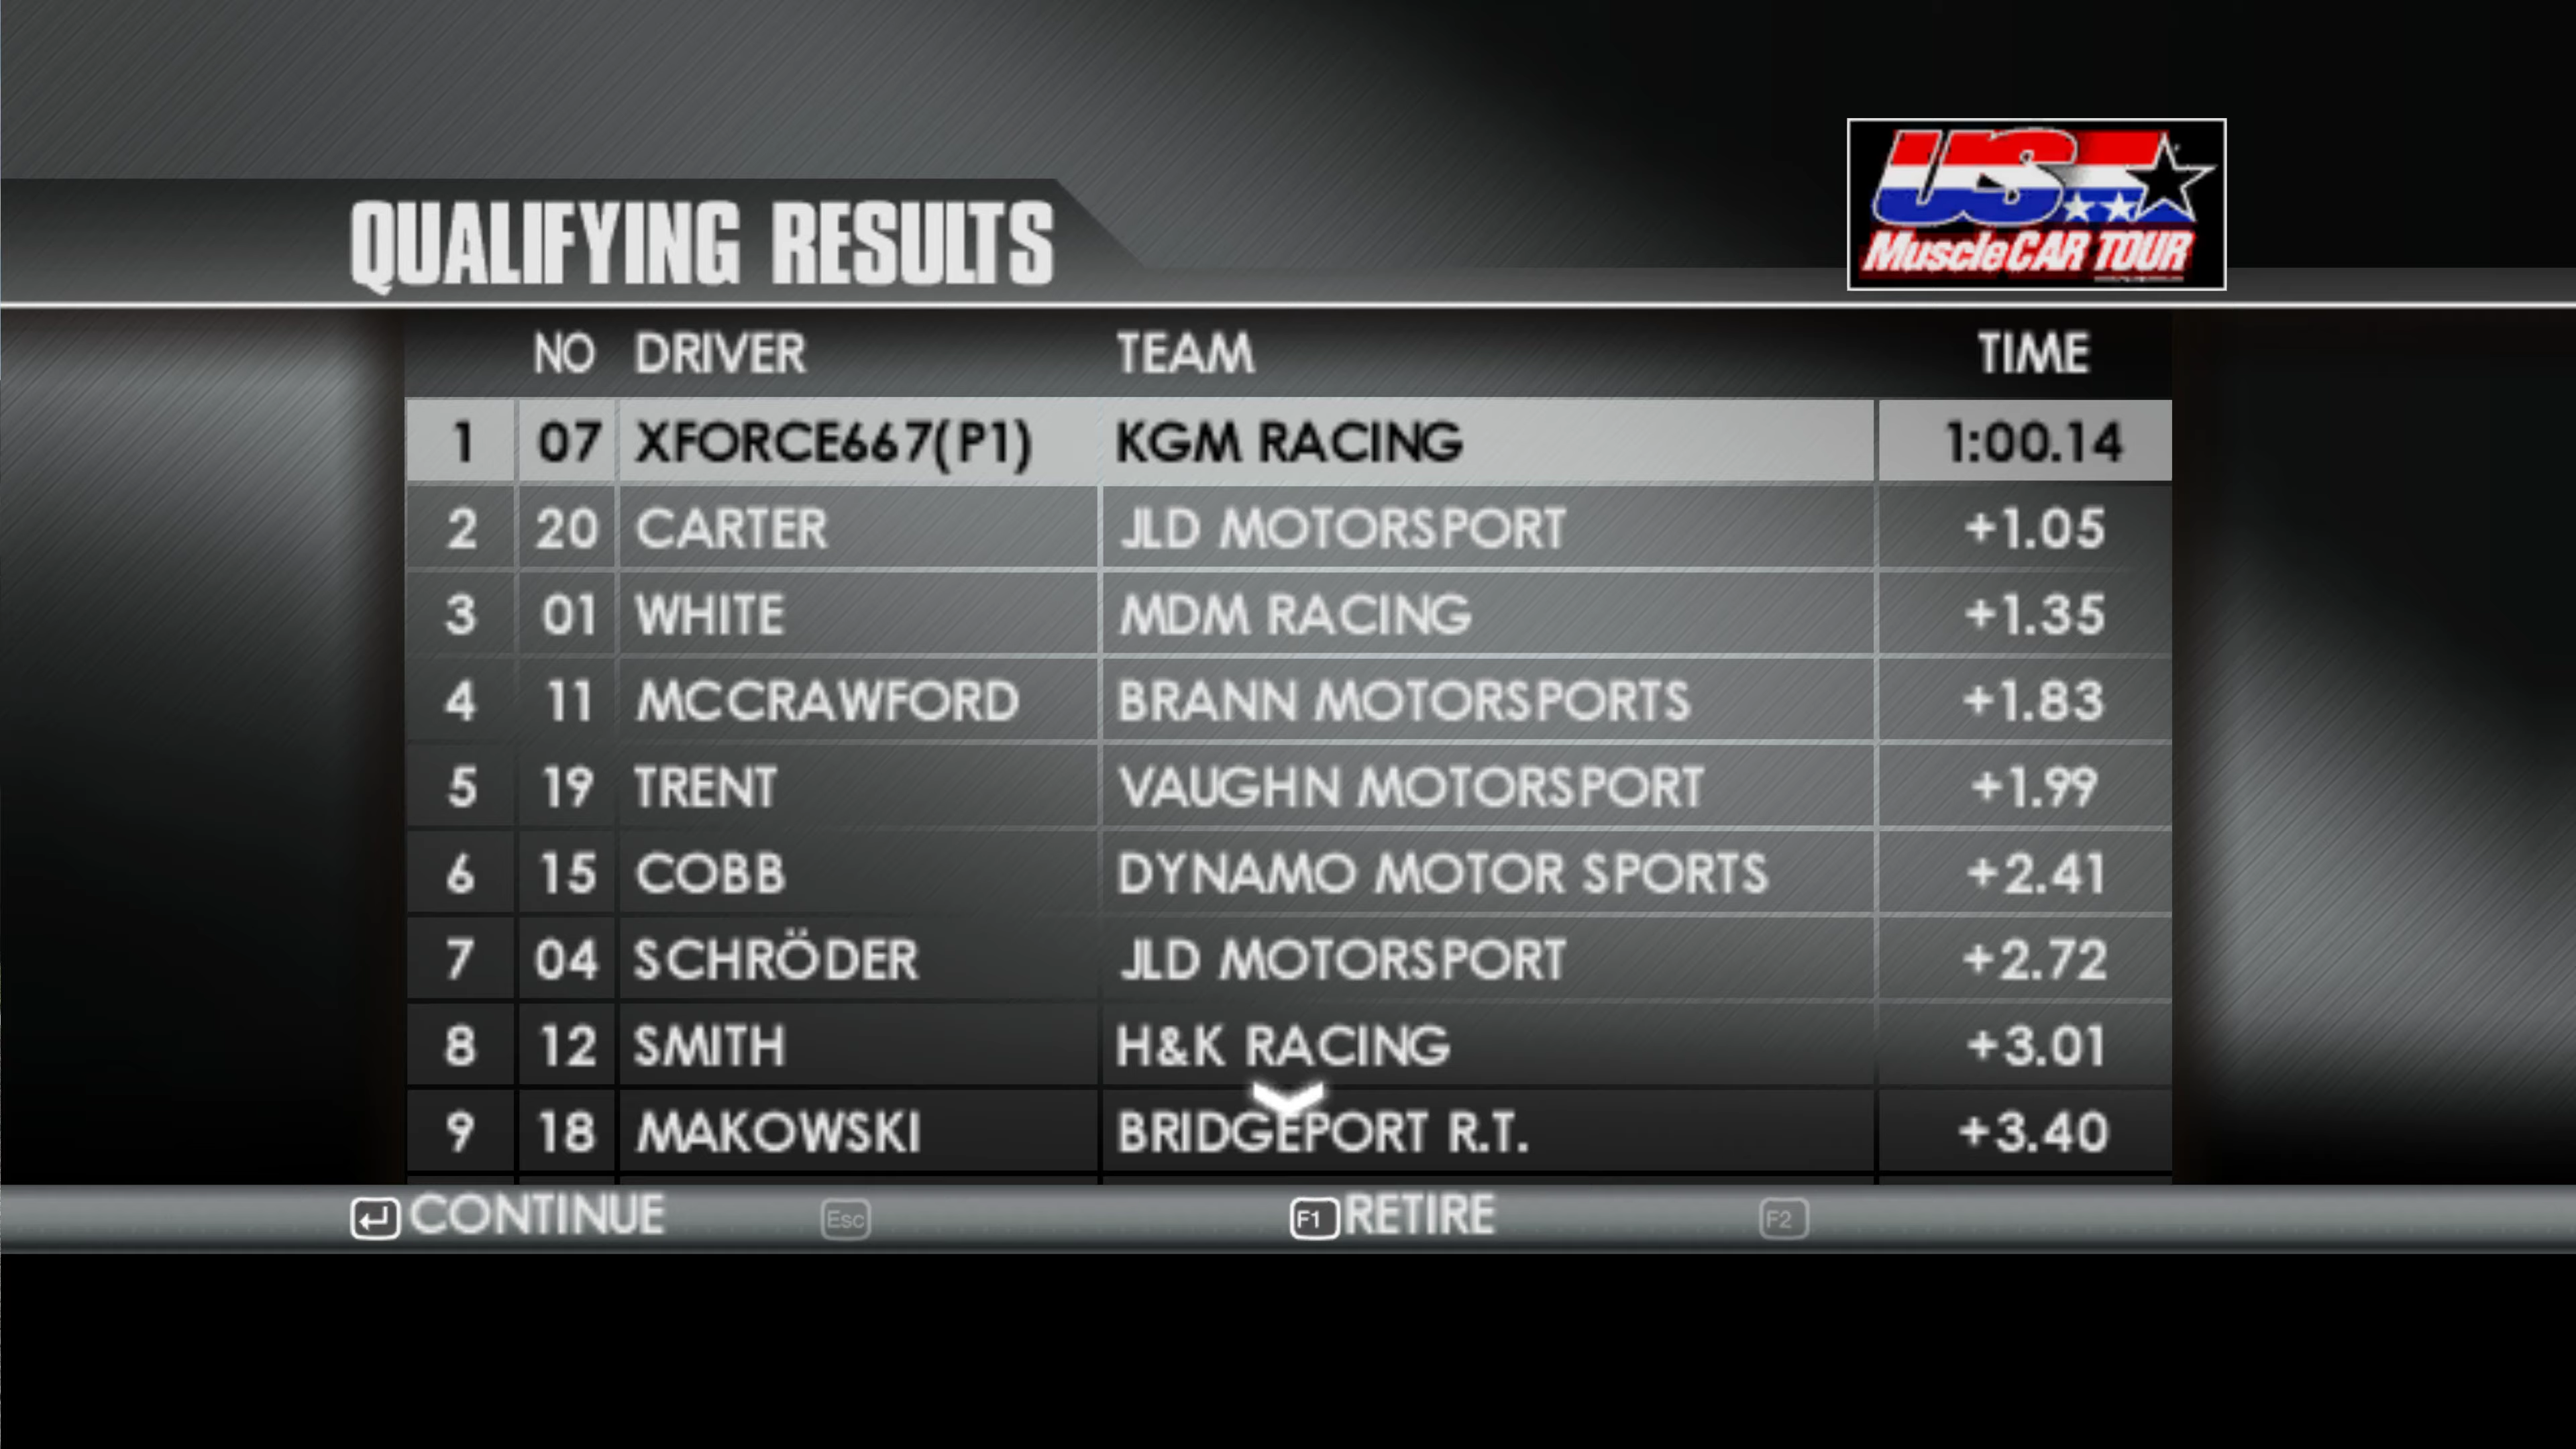 US
MuscleCAR TOUR
QUALIFYING RESULTS
NO DRIVER TEAM TIME
1 07 XFORCE667(P1) KGM RACING 1:00.14
2 20 CARTER JLD MOTORSPORT +1.05
3 01 WHITE MDM RACING +1.35
4 11 MCCRAWFORD BRANN MOTORSPORTS +1.83
5 19 TRENT VAUGHN MOTORSPORT +1.99
6 15 COBB DYNAMO MOTOR SPORTS +2.41
7 04 SCHRÖDER JLD MOTORSPORT +2.72
8 12 SMITH H&K RACING +3.01
9 18 MAKOWSKI BRIDGEPORT R.T. +3.40
CONTINUE Esc F1 RETIRE F2